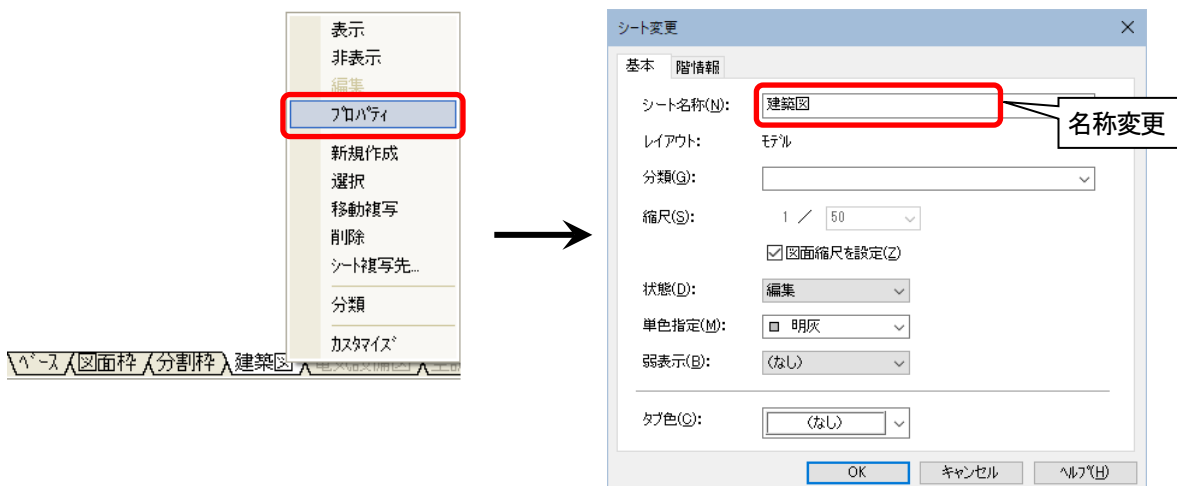 表示
非表示
編集
プロパティ
新規作成
選択
移動複写
削除
シート複写先...
分類
カスタマイズ
ベース 図面枠 分割枠 建築図 電気設備図
シート変更
基本 階情報
シート名称(N): 建築図
名称変更
レイアウト: モデル
分類(G):
縮尺(S): 1 / 50
図面縮尺を設定(Z)
状態(D): 編集
単色指定(M): 明灰
弱表示(B): (なし)
タブ色(C): (なし)
OK キャンセル ヘルプ(H)